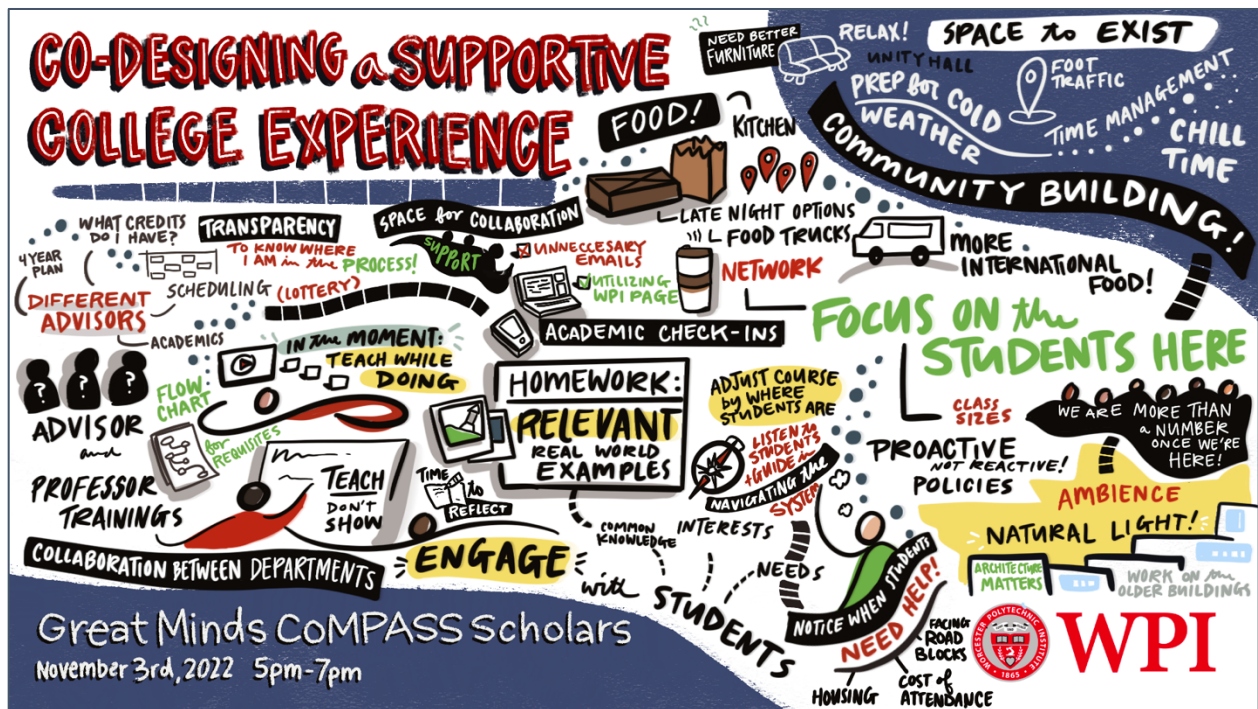 CO-DESIGNING a SUPPORTIVE
COLLEGE EXPERIENCE
NEED BETTER
FURNITURE
RELAX!
UNITY HALL
SPACE to EXIST
PREP for COLD
WEATHER
FOOT
TRAFFIC
TIME MANAGEMENT
CHILL
TIME
COMMUNITY BUILDING!
FOOD!
KITCHEN
LATE NIGHT OPTIONS
FOOD TRUCKS
MORE
INTERNATIONAL
FOOD!
WHAT CREDITS
DO I HAVE?
4 YEAR
PLAN
TRANSPARENCY
TO KNOW WHERE
I AM in the PROCESS!
SCHEDULING (LOTTERY)
DIFFERENT
ADVISORS
ACADEMICS
SPACE for COLLABORATION
SUPPORT
UNNECCESARY
EMAILS
UTILIZING
WPI PAGE
NETWORK
ACADEMIC CHECK-INS
FOCUS ON the
STUDENTS HERE
CLASS
SIZES
PROACTIVE
NOT REACTIVE!
POLICIES
WE ARE MORE THAN
a NUMBER
ONCE WE'RE
HERE!
AMBIENCE
NATURAL LIGHT!
ARCHITECTURE
MATTERS
WORK ON the
OLDER BUILDINGS
? ? ?
ADVISOR
and
PROFESSOR
TRAININGS
FLOW
CHART
for
REQUISITES
IN the MOMENT:
TEACH WHILE
DOING
TEACH
DON'T
SHOW
TIME
to
REFLECT
HOMEWORK:
RELEVANT
REAL WORLD
EXAMPLES
ADJUST COURSE
by WHERE
STUDENTS ARE
LISTEN to
STUDENTS
+ GUIDE in
NAVIGATING the
SYSTEM
COLLABORATION BETWEEN DEPARTMENTS
ENGAGE
with
STUDENTS
COMMON
KNOWLEDGE
INTERESTS
NEEDS
NOTICE WHEN STUDENTS
NEED HELP!
FACING
ROAD
BLOCKS
COST of
ATTENDANCE
HOUSING
Great Minds COMPASS Scholars
November 3rd, 2022 5pm-7pm
WORCESTER POLYTECHNIC INSTITUTE
1865
WPI